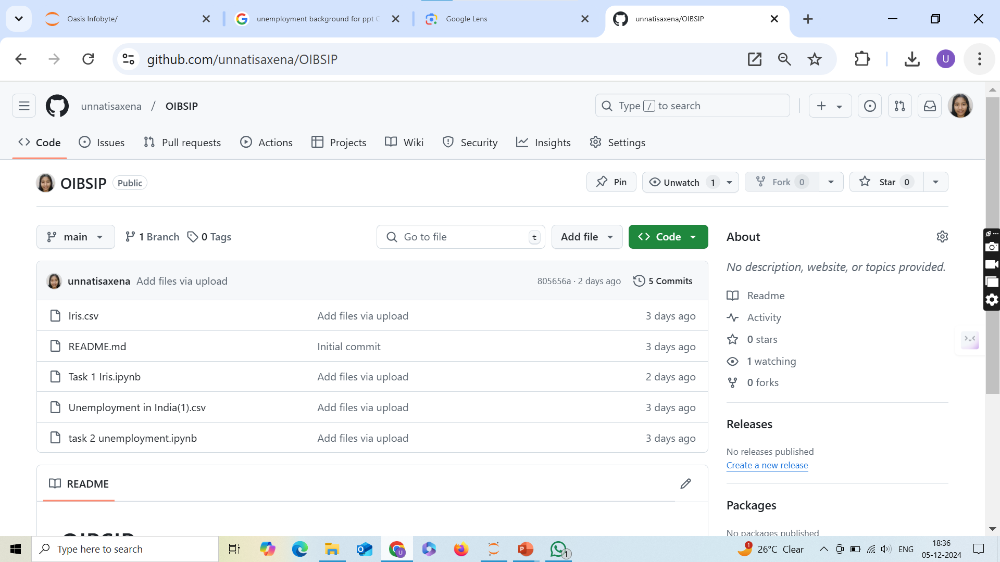 Oasis Infobyte/
unemployment background for ppt G
Google Lens
unnatisaxena/OIBSIP
github.com/unnatisaxena/OIBSIP
U
unnatisaxena / OIBSIP
Type / to search
Code
Issues
Pull requests
Actions
Projects
Wiki
Security
Insights
Settings
OIBSIP Public
Pin
Unwatch 1
Fork 0
Star 0
main
1 Branch
0 Tags
Go to file t
Add file
Code
unnatisaxena Add files via upload 805656a · 2 days ago 5 Commits
Iris.csv Add files via upload 3 days ago
README.md Initial commit 3 days ago
Task 1 Iris.ipynb Add files via upload 2 days ago
Unemployment in India(1).csv Add files via upload 3 days ago
task 2 unemployment.ipynb Add files via upload 3 days ago
README
OIBSIP
About
No description, website, or topics provided.
Readme
Activity
0 stars
1 watching
0 forks
Releases
No releases published
Create a new release
Packages
No packages published
Type here to search
1
1
26°C Clear
ENG
18:36
05-12-2024